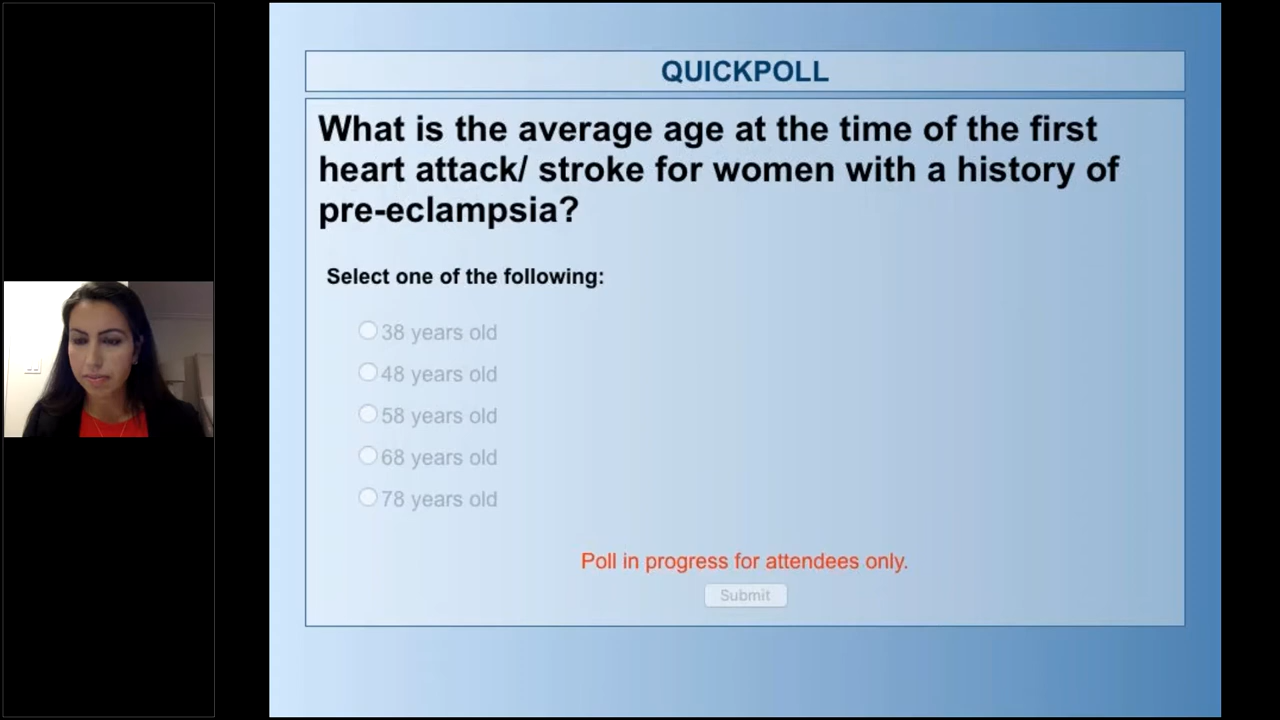 QUICKPOLL
What is the average age at the time of the first
heart attack/ stroke for women with a history of
pre-eclampsia?
Select one of the following:
38 years old
48 years old
58 years old
68 years old
78 years old
Poll in progress for attendees only.
Submit